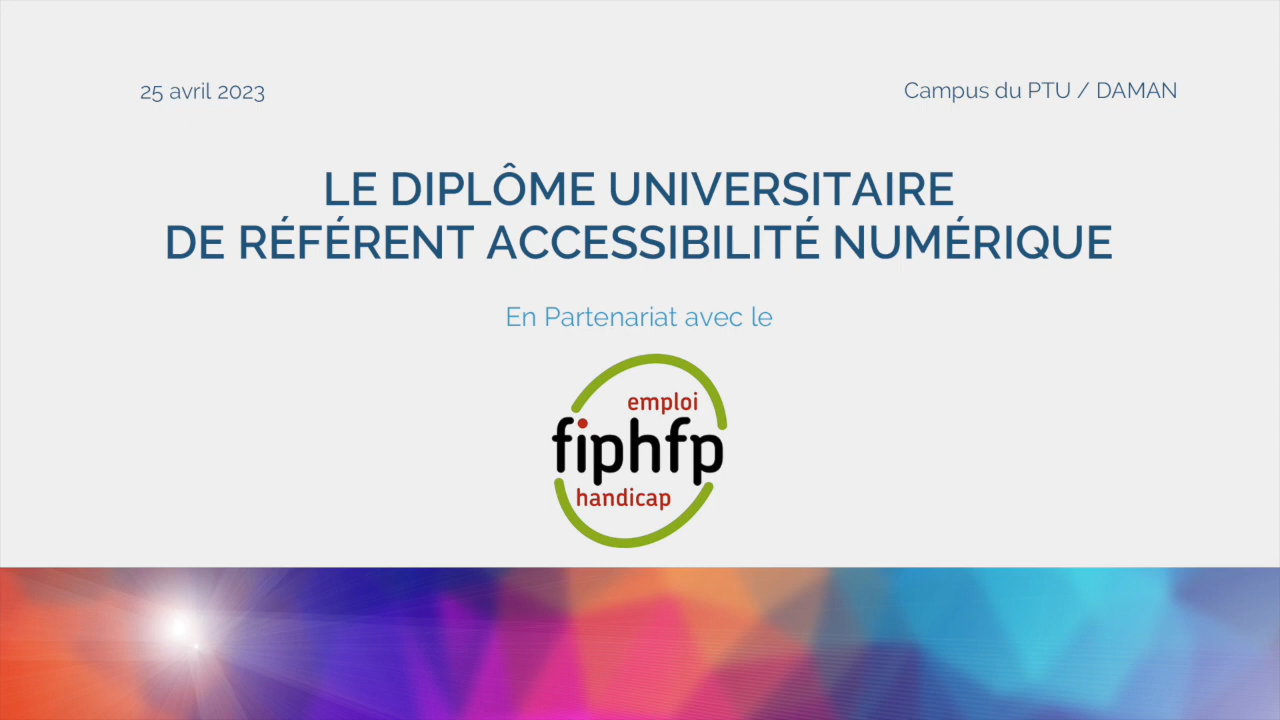 25 avril 2023
Campus du PTU / DAMAN
LE DIPLÔME UNIVERSITAIRE
DE RÉFÉRENT ACCESSIBILITÉ NUMÉRIQUE
En Partenariat avec le
emploi
fiphfp
handicap